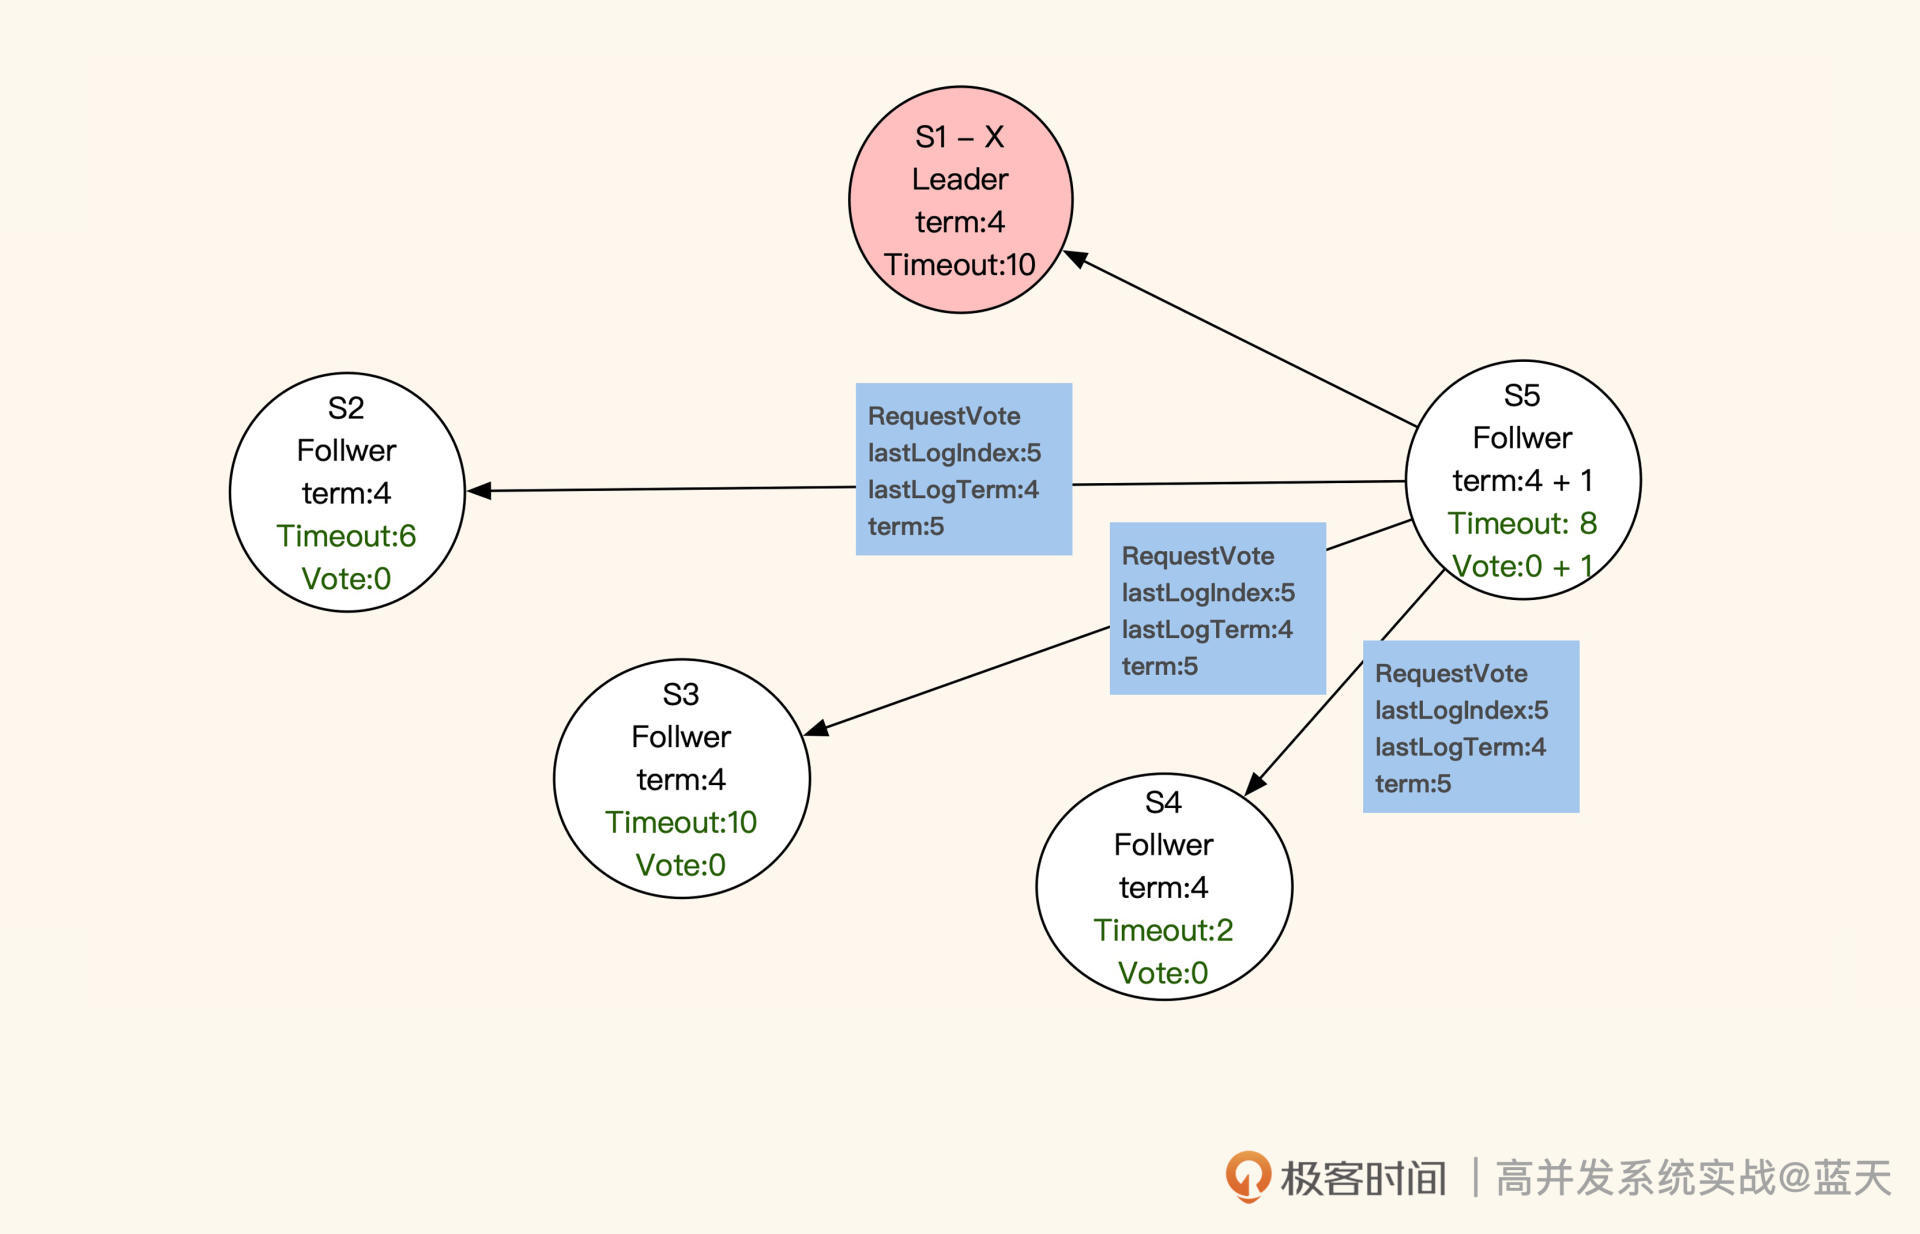 S1 – X
Leader
term:4
Timeout:10
S2
Follwer
term:4
Timeout:6
Vote:0
RequestVote
lastLogIndex:5
lastLogTerm:4
term:5
S5
Follwer
term:4 + 1
Timeout: 8
Vote:0 + 1
RequestVote
lastLogIndex:5
lastLogTerm:4
term:5
S3
Follwer
term:4
Timeout:10
Vote:0
RequestVote
lastLogIndex:5
lastLogTerm:4
term:5
S4
Follwer
term:4
Timeout:2
Vote:0
极客时间 | 高并发系统实战@蓝天